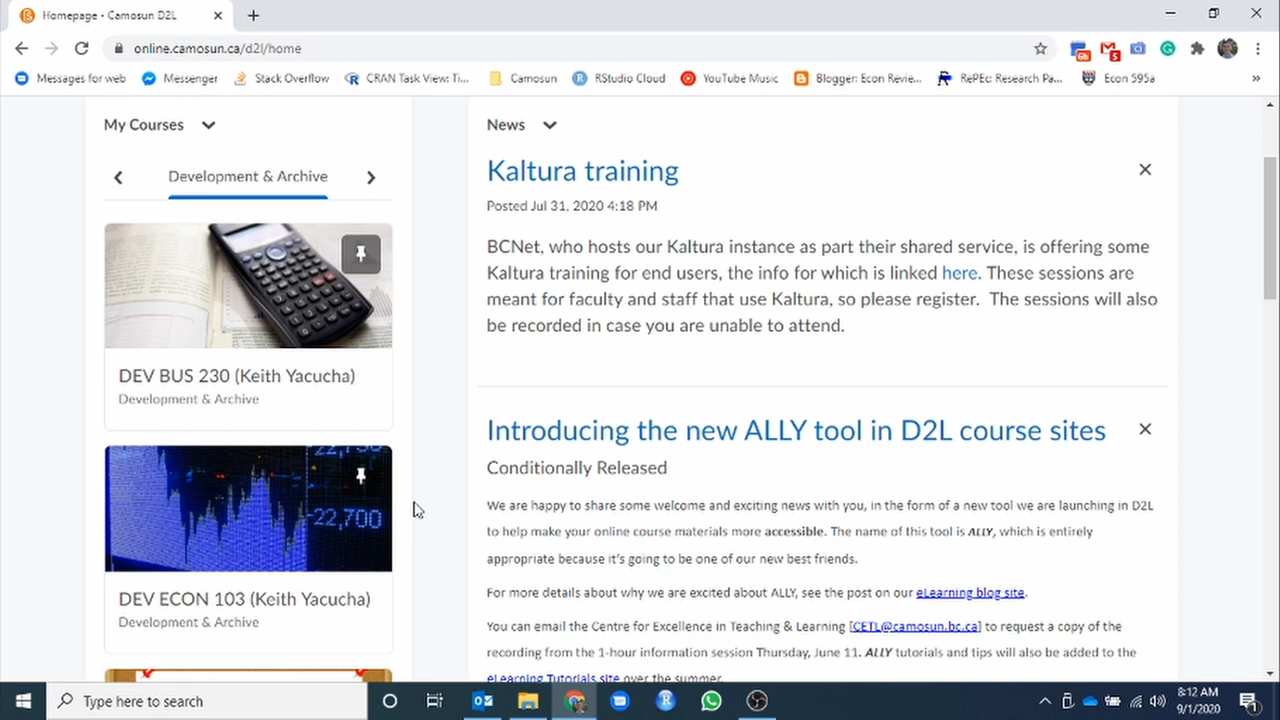 Homepage - Camosun D2L
online.camosun.ca/d2l/home
6h
5
Messages for web
Messenger
Stack Overflow
CRAN Task View: Ti...
Camosun
RStudio Cloud
YouTube Music
Blogger: Econ Revie...
RePEc: Research Pa...
Econ 595a
»
My Courses
Development & Archive
DEV BUS 230 (Keith Yacucha)
Development & Archive
22,700
DEV ECON 103 (Keith Yacucha)
Development & Archive
News
Kaltura training
Posted Jul 31, 2020 4:18 PM
BCNet, who hosts our Kaltura instance as part their shared service, is offering some
Kaltura training for end users, the info for which is linked here. These sessions are
meant for faculty and staff that use Kaltura, so please register. The sessions will also
be recorded in case you are unable to attend.
Introducing the new ALLY tool in D2L course sites
Conditionally Released
We are happy to share some welcome and exciting news with you, in the form of a new tool we are launching in D2L
to help make your online course materials more accessible. The name of this tool is ALLY, which is entirely
appropriate because it's going to be one of our new best friends.
For more details about why we are excited about ALLY, see the post on our eLearning blog site.
You can email the Centre for Excellence in Teaching & Learning [CETL@camosun.bc.ca] to request a copy of the
recording from the 1-hour information session Thursday, June 11. ALLY tutorials and tips will also be added to the
eLearning Tutorials site over the summer.
Type here to search
8:12 AM
9/1/2020
1